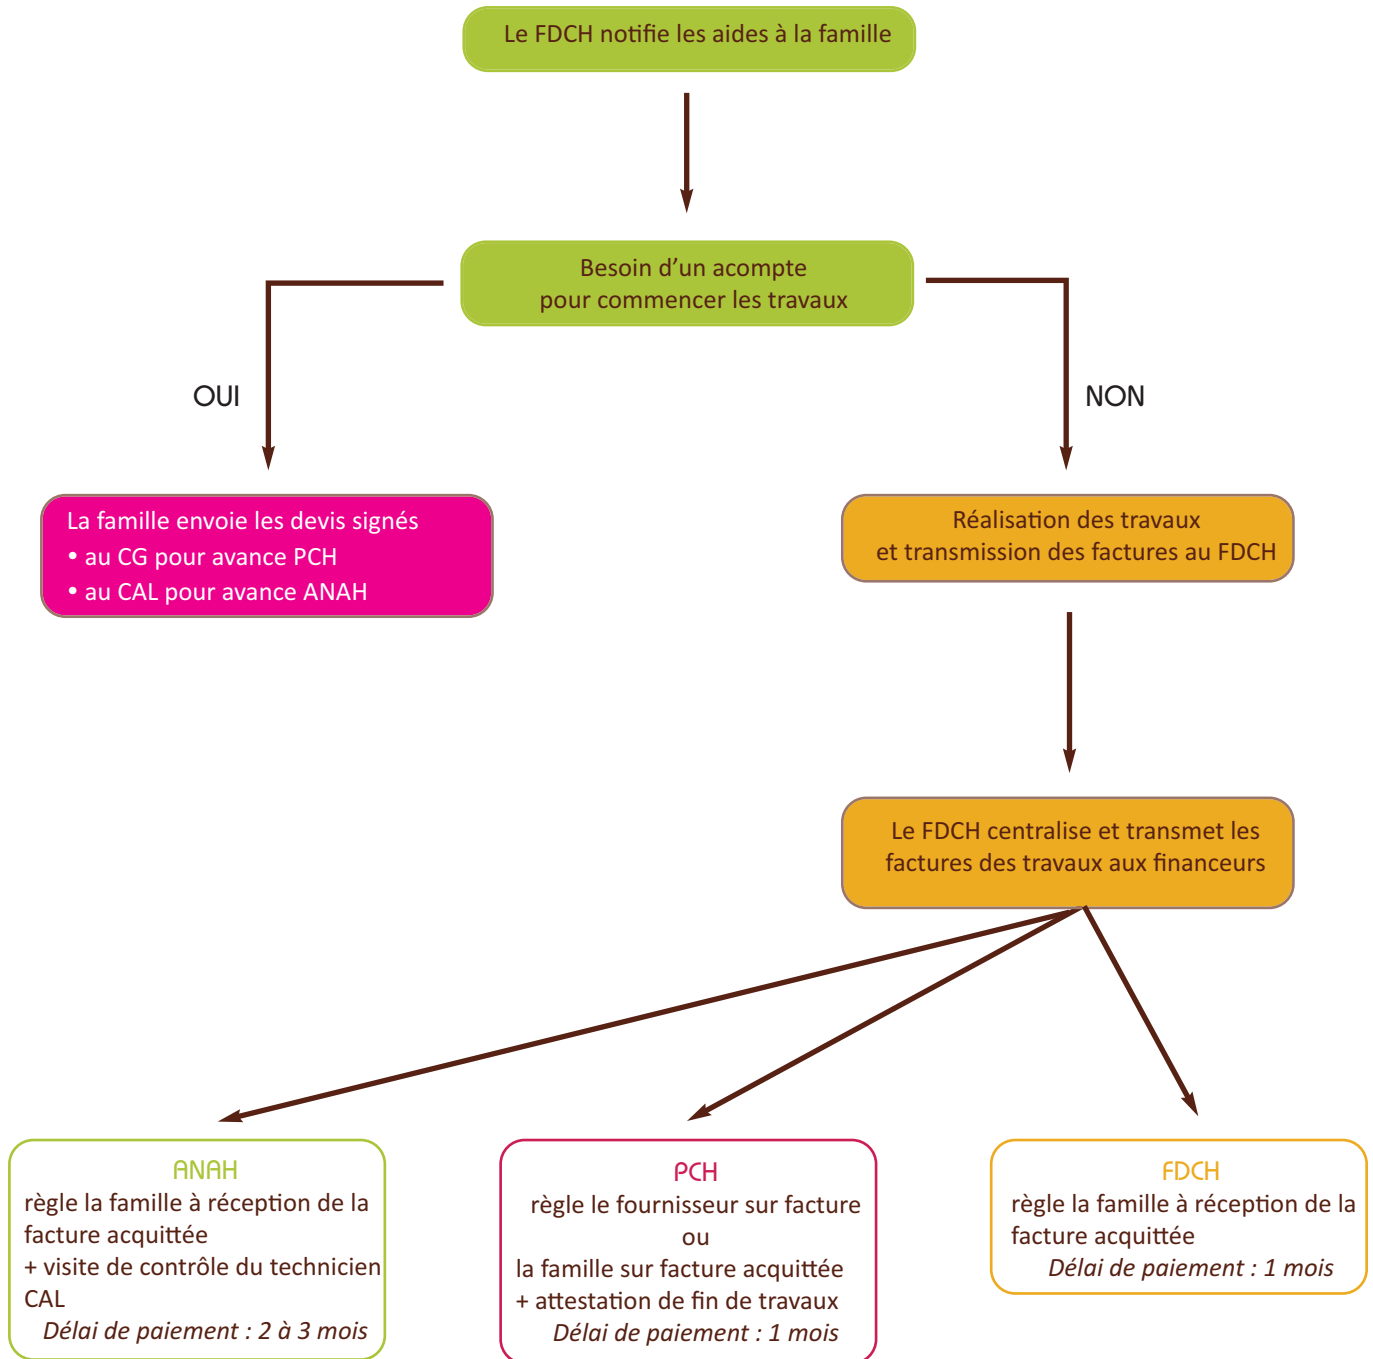 Le FDCH notifie les aides à la famille
Besoin d’un acompte
pour commencer les travaux
OUI
NON
La famille envoie les devis signés
• au CG pour avance PCH
• au CAL pour avance ANAH
Réalisation des travaux
et transmission des factures au FDCH
Le FDCH centralise et transmet les
factures des travaux aux financeurs
ANAH
règle la famille à réception de la
facture acquittée
+ visite de contrôle du technicien
CAL
Délai de paiement : 2 à 3 mois
PCH
règle le fournisseur sur facture
ou
la famille sur facture acquittée
+ attestation de fin de travaux
Délai de paiement : 1 mois
FDCH
règle la famille à réception de la
facture acquittée
Délai de paiement : 1 mois